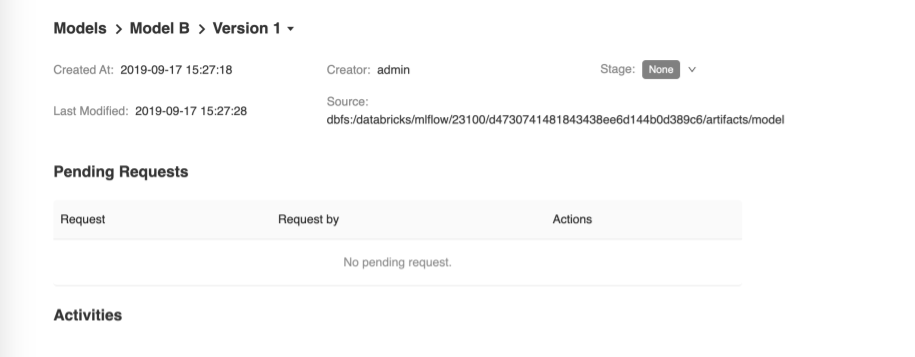 Models > Model B > Version 1
Created At: 2019-09-17 15:27:18 Creator: admin Stage: None
Last Modified: 2019-09-17 15:27:28 Source:
dbfs:/databricks/mlflow/23100/d4730741481843438ee6d144b0d389c6/artifacts/model
Pending Requests
Request Request by Actions
No pending request.
Activities